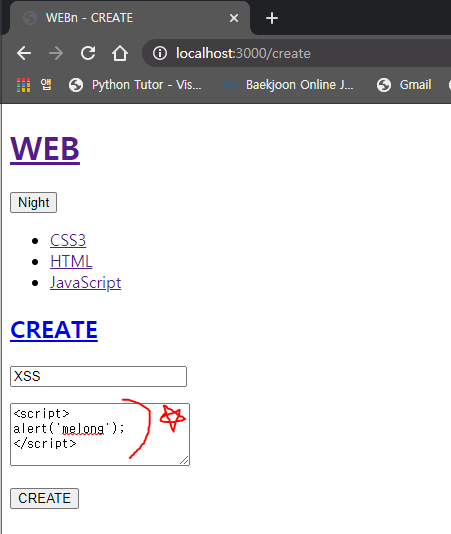 WEBn - CREATE
localhost:3000/create
앱 Python Tutor - Vis... Baekjoon Online J... Gmail
WEB
Night
CSS3
HTML
JavaScript
CREATE
XSS
<script>
alert('melong');
</script>
CREATE